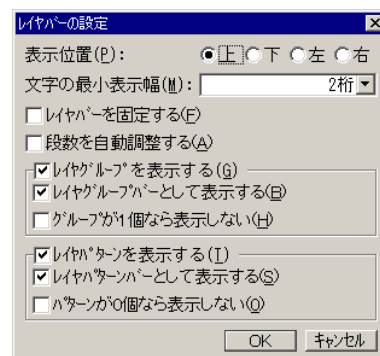 レイヤバーの設定
表示位置(P): 上 下 左 右
文字の最小表示幅(M): 2桁
レイヤバーを固定する(F)
段数を自動調整する(A)
レイヤグループを表示する(G)
レイヤグループバーとして表示する(B)
グループが1個なら表示しない(H)
レイヤパターンを表示する(T)
レイヤパターンバーとして表示する(S)
パターンが0個なら表示しない(O)
OK キャンセル